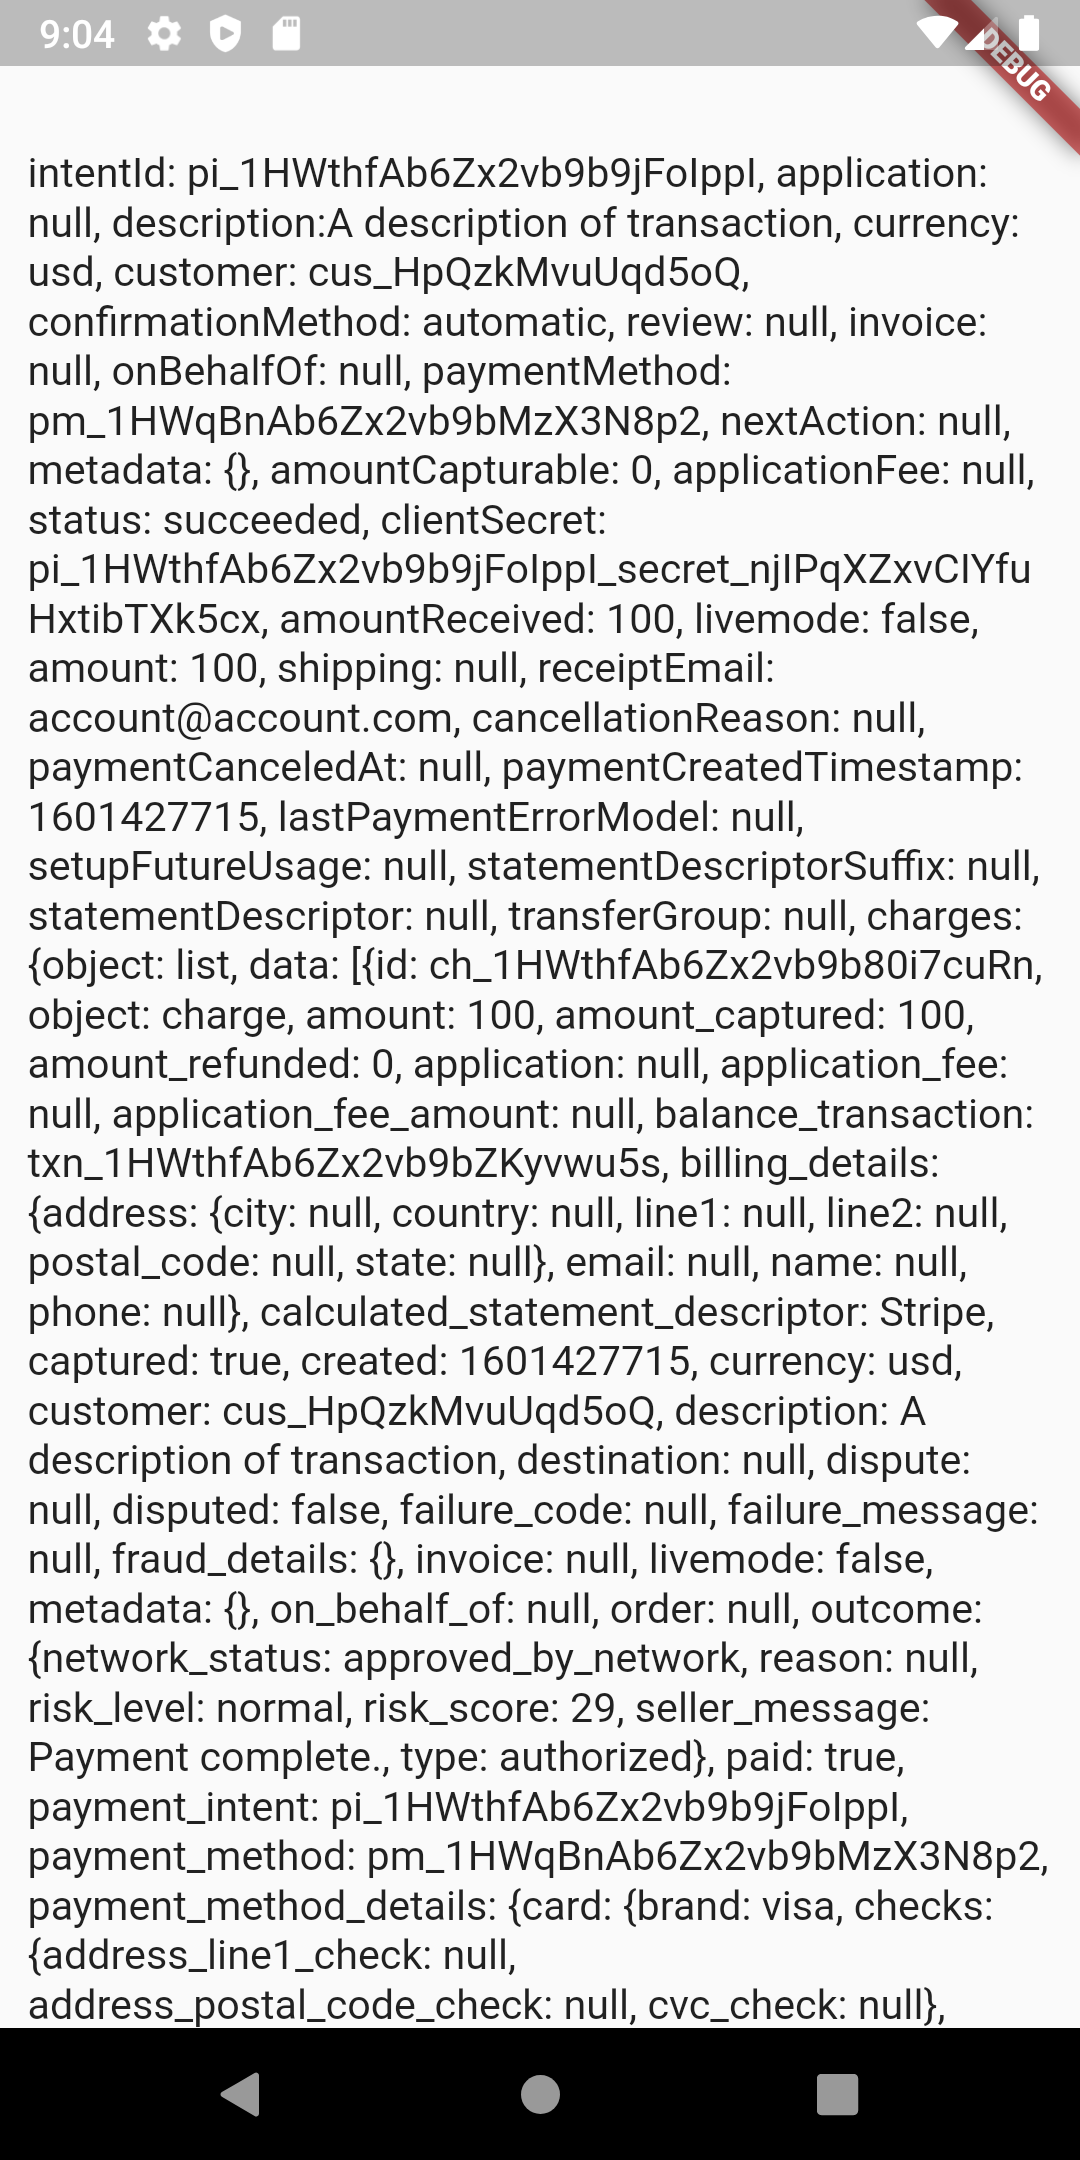 9:04
DEBUG
intentId: pi_1HWthfAb6Zx2vb9b9jFoIppI, application:
null, description:A description of transaction, currency:
usd, customer: cus_HpQzkMvuUqd5oQ,
confirmationMethod: automatic, review: null, invoice:
null, onBehalfOf: null, paymentMethod:
pm_1HWqBnAb6Zx2vb9bMzX3N8p2, nextAction: null,
metadata: {}, amountCapturable: 0, applicationFee: null,
status: succeeded, clientSecret:
pi_1HWthfAb6Zx2vb9b9jFoIppI_secret_njIPqXZxvCIYfu
HxtibTXk5cx, amountReceived: 100, livemode: false,
amount: 100, shipping: null, receiptEmail:
account@account.com, cancellationReason: null,
paymentCanceledAt: null, paymentCreatedTimestamp:
1601427715, lastPaymentErrorModel: null,
setupFutureUsage: null, statementDescriptorSuffix: null,
statementDescriptor: null, transferGroup: null, charges:
{object: list, data: [{id: ch_1HWthfAb6Zx2vb9b80i7cuRn,
object: charge, amount: 100, amount_captured: 100,
amount_refunded: 0, application: null, application_fee:
null, application_fee_amount: null, balance_transaction:
txn_1HWthfAb6Zx2vb9bZKyvwu5s, billing_details:
{address: {city: null, country: null, line1: null, line2: null,
postal_code: null, state: null}, email: null, name: null,
phone: null}, calculated_statement_descriptor: Stripe,
captured: true, created: 1601427715, currency: usd,
customer: cus_HpQzkMvuUqd5oQ, description: A
description of transaction, destination: null, dispute:
null, disputed: false, failure_code: null, failure_message:
null, fraud_details: {}, invoice: null, livemode: false,
metadata: {}, on_behalf_of: null, order: null, outcome:
{network_status: approved_by_network, reason: null,
risk_level: normal, risk_score: 29, seller_message:
Payment complete., type: authorized}, paid: true,
payment_intent: pi_1HWthfAb6Zx2vb9b9jFoIppI,
payment_method: pm_1HWqBnAb6Zx2vb9bMzX3N8p2,
payment_method_details: {card: {brand: visa, checks:
{address_line1_check: null,
address_postal_code_check: null, cvc_check: null},